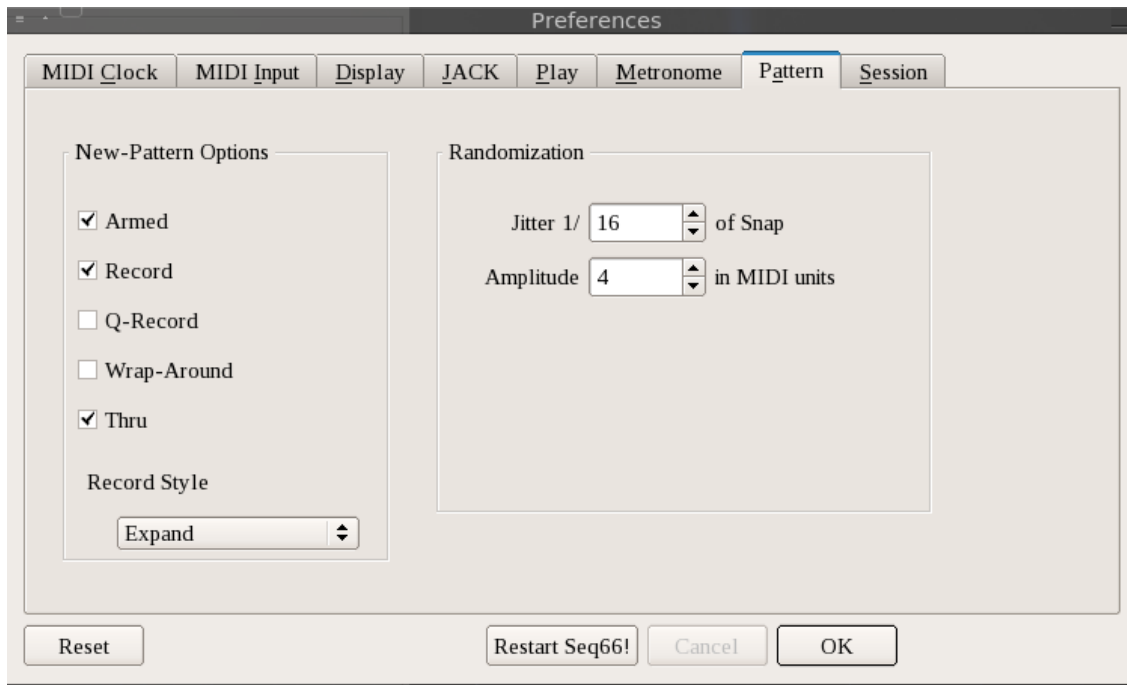 Preferences
MIDI Clock MIDI Input Display JACK Play Metronome Pattern Session
New-Pattern Options
Armed
Record
Q-Record
Wrap-Around
Thru
Record Style
Expand
Randomization
Jitter 1/ 16 of Snap
Amplitude 4 in MIDI units
Reset Restart Seq66! Cancel OK